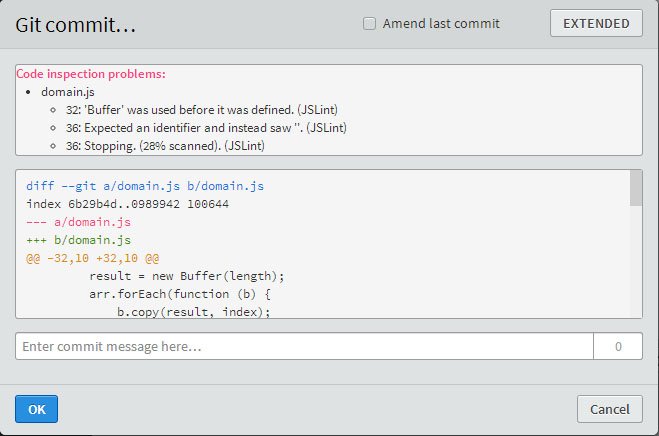 Git commit…
Amend last commit
EXTENDED
Code inspection problems:
domain.js
32: 'Buffer' was used before it was defined. (JSLint)
36: Expected an identifier and instead saw ''. (JSLint)
36: Stopping. (28% scanned). (JSLint)
diff --git a/domain.js b/domain.js
index 6b29b4d..0989942 100644
--- a/domain.js
+++ b/domain.js
@@ -32,10 +32,10 @@
result = new Buffer(length);
arr.forEach(function (b) {
b.copy(result, index);
Enter commit message here…
0
OK
Cancel